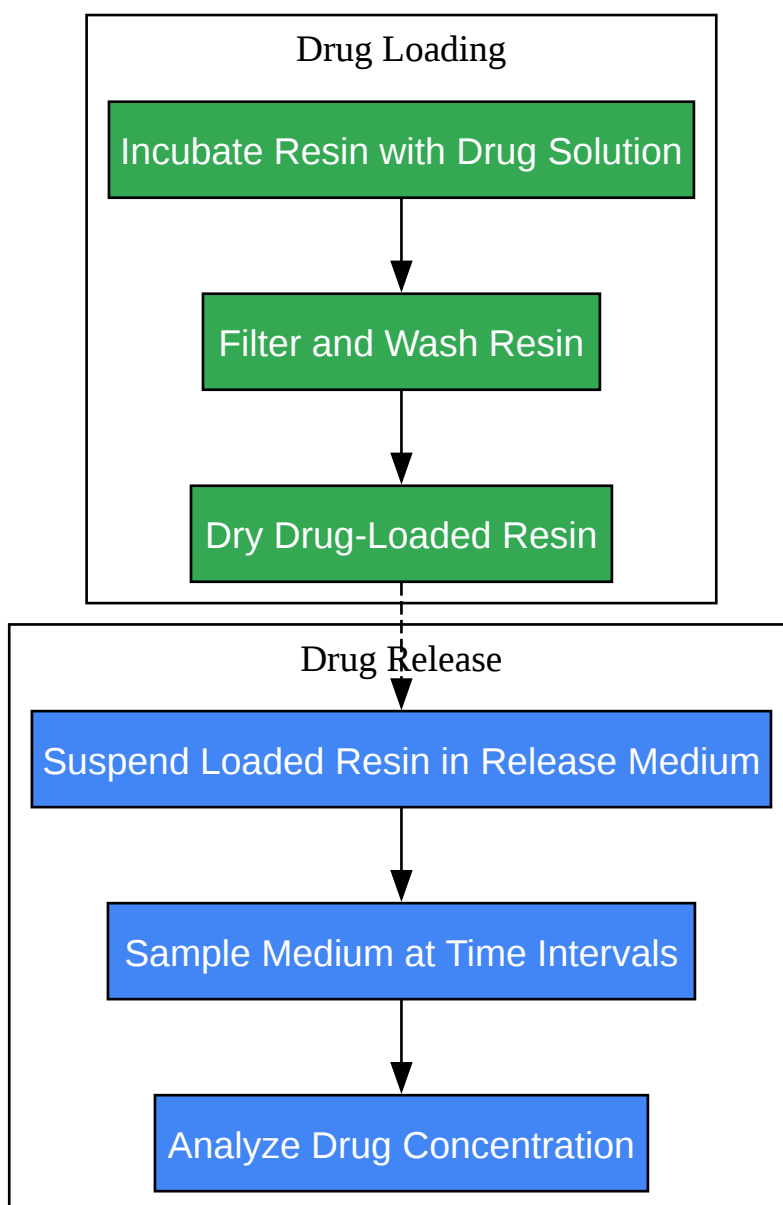 Drug Loading
Incubate Resin with Drug Solution
Filter and Wash Resin
Dry Drug-Loaded Resin
Drug Release
Suspend Loaded Resin in Release Medium
Sample Medium at Time Intervals
Analyze Drug Concentration